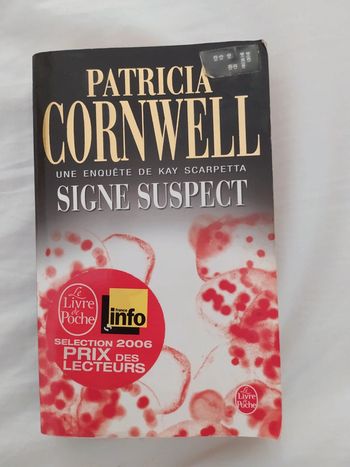 PATRICIA
CORNWELL
UNE ENQUÊTE DE KAY SCARPETTA
SIGNE SUSPECT
Le
Livre
de
Poche
france
info
SELECTION 2006
PRIX DES
LECTEURS
Le
Livre
de
Poche